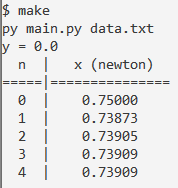 $ make
py main.py data.txt
y = 0.0
  n  |   x (newton)
=====|===============
  0  |    0.75000
  1  |    0.73873
  2  |    0.73905
  3  |    0.73909
  4  |    0.73909